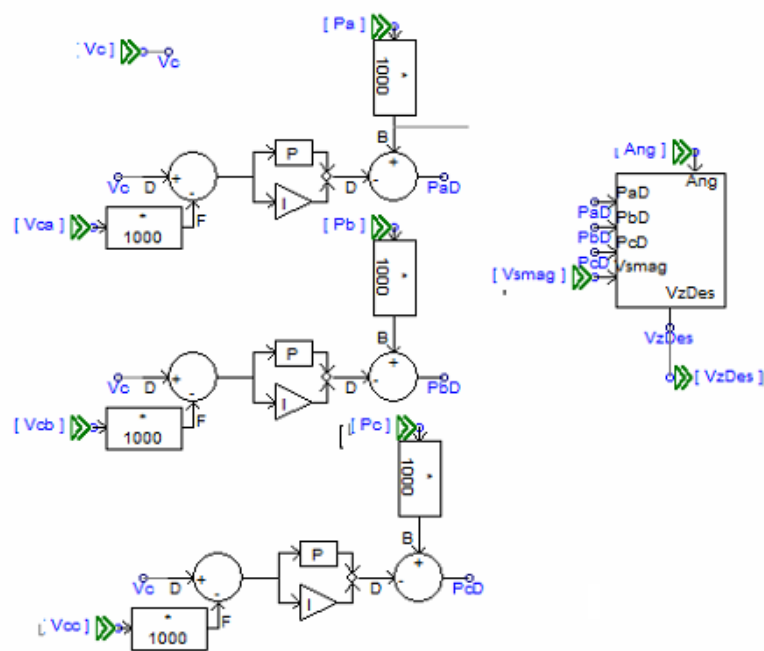 [ Vc ]
Vc
[ Pa ]
*
1000
B
+
Vc
D
+
-
P
I
D
-
PaD
[ Vca ]
*
1000
F
[ Pb ]
*
1000
B
+
Vc
D
+
-
P
I
D
-
PbD
[ Vcb ]
*
1000
F
[ Pc ]
*
1000
B
+
Vc
D
+
-
P
I
D
-
PcD
[ Vcc ]
*
1000
F
[ Ang ]
Ang
PaD
PaD
PbD
PbD
PcD
PcD
[ Vsmag ]
Vsmag
VzDes
VzDes
[ VzDes ]